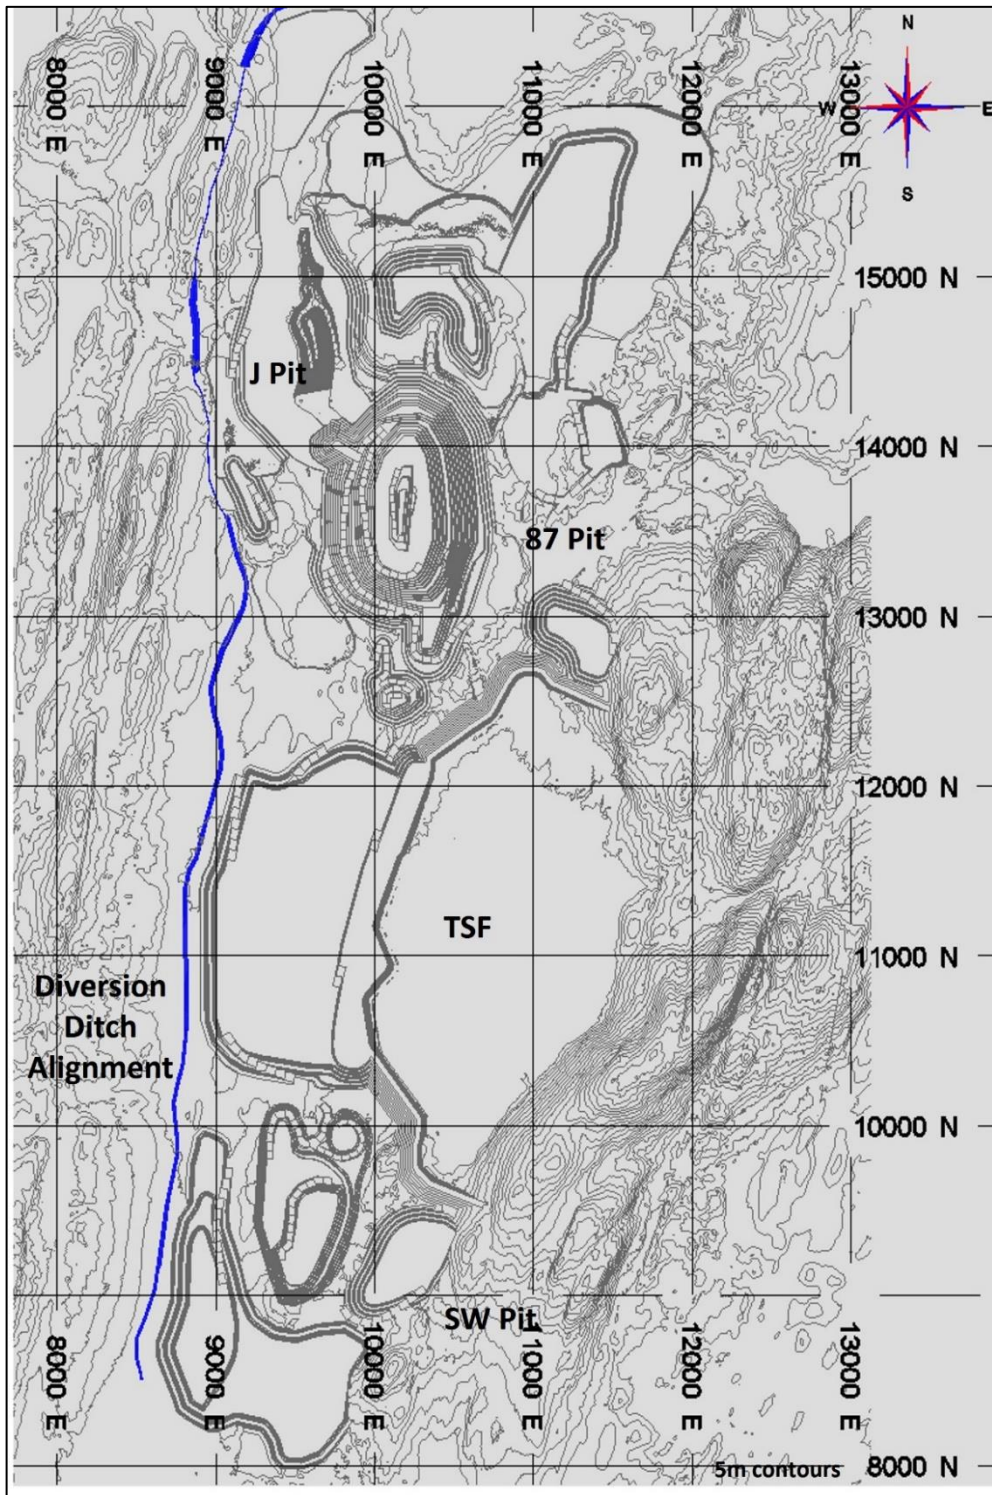 N
W E
S
8000 E
9000 E
10000 E
11000 E
12000 E
13000 E
15000 N
J Pit
14000 N
87 Pit
13000 N
12000 N
TSF
11000 N
Diversion
Ditch
Alignment
10000 N
SW Pit
8000 E
9000 E
10000 E
11000 E
12000 E
13000 E
5m contours
8000 N